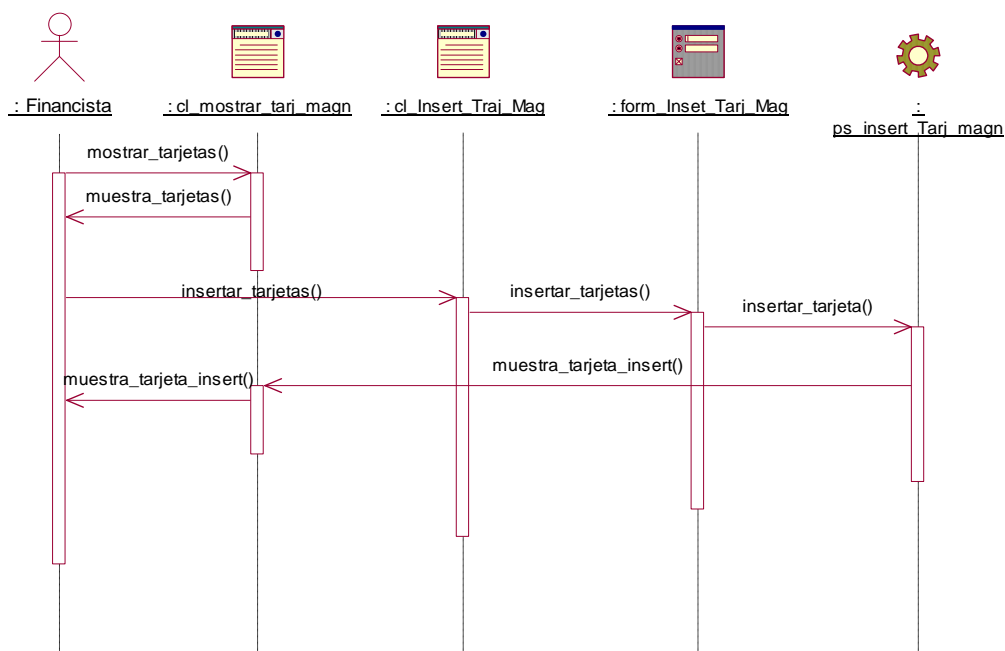 : Financista
: cl_mostrar_tarj_magn
: cl_Insert_Traj_Mag
: form_Inset_Tarj_Mag
:
ps_insert_Tarj_magn
mostrar_tarjetas()
muestra_tarjetas()
insertar_tarjetas()
insertar_tarjetas()
insertar_tarjeta()
muestra_tarjeta_insert()
muestra_tarjeta_insert()